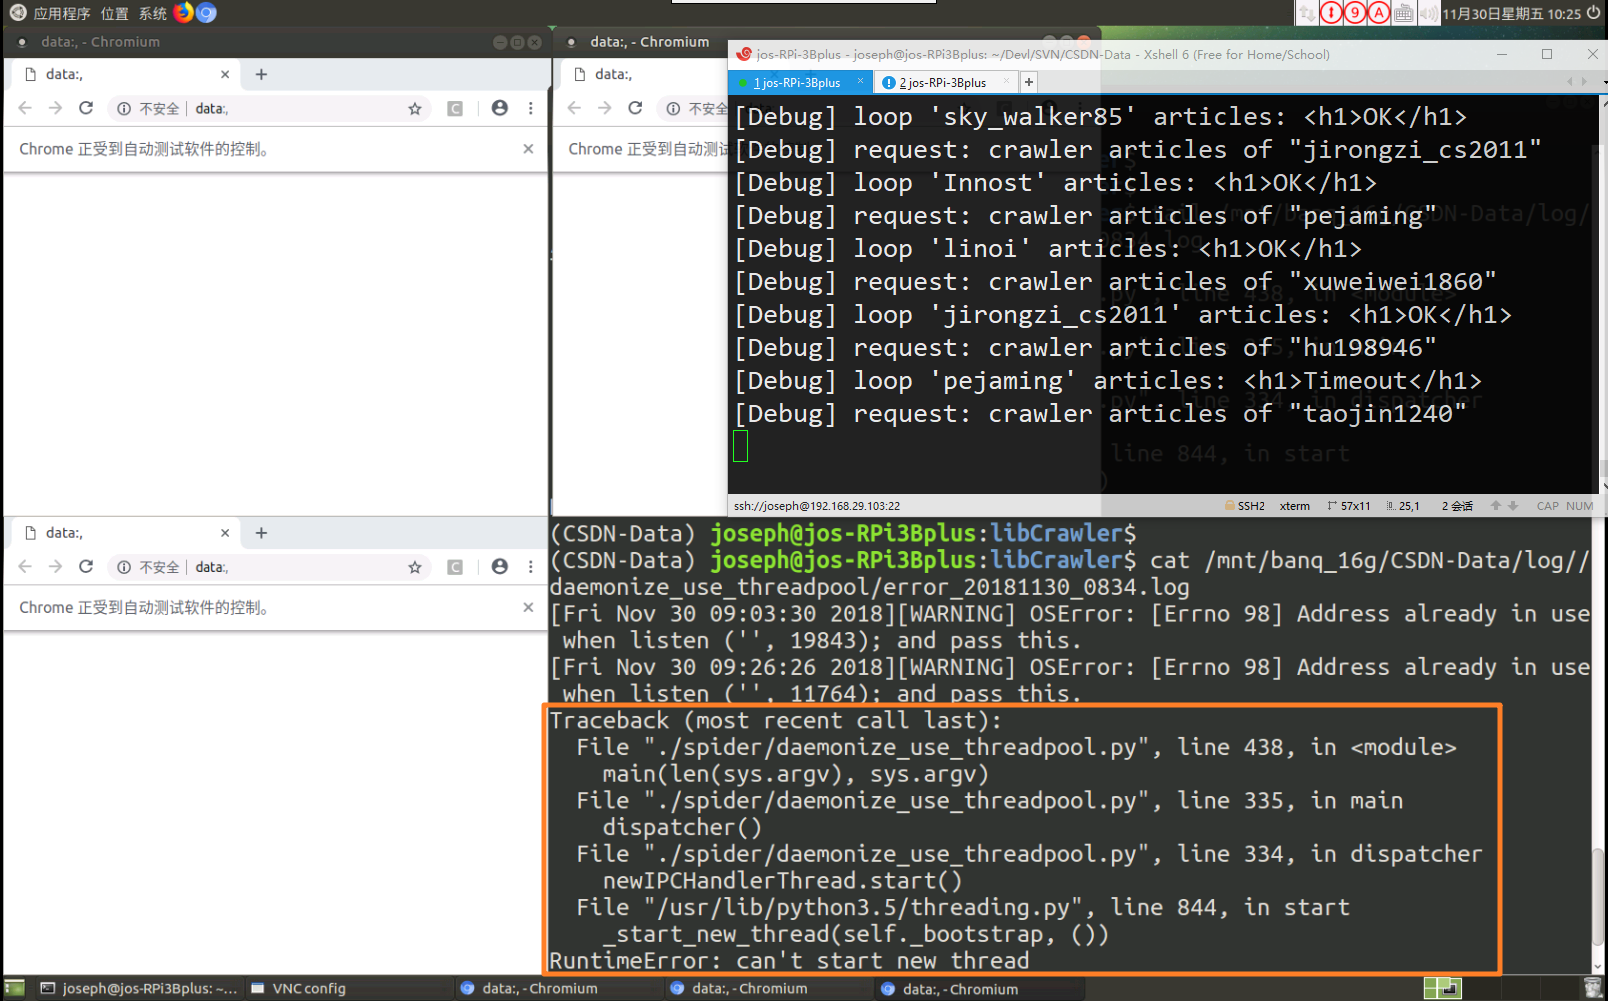 应用程序 位置 系统
11月30日星期五 10:25
data:, - Chromium
data:,
不安全 data:,
Chrome 正受到自动测试软件的控制。
data:, - Chromium
data:,
不安全
Chrome 正受到自动测试
jos-RPi-3Bplus - joseph@jos-RPi3Bplus: ~/Devl/SVN/CSDN-Data - Xshell 6 (Free for Home/School)
1 jos-RPi-3Bplus
2 jos-RPi-3Bplus
[Debug] loop 'sky_walker85' articles: <h1>OK</h1>
[Debug] request: crawler articles of "jirongzi_cs2011"
[Debug] loop 'Innost' articles: <h1>OK</h1>
[Debug] request: crawler articles of "pejaming"
[Debug] loop 'linoi' articles: <h1>OK</h1>
[Debug] request: crawler articles of "xuweiwei1860"
[Debug] loop 'jirongzi_cs2011' articles: <h1>OK</h1>
[Debug] request: crawler articles of "hu198946"
[Debug] loop 'pejaming' articles: <h1>Timeout</h1>
[Debug] request: crawler articles of "taojin1240"
line 844, in start
ssh://joseph@192.168.29.103:22
SSH2 xterm 57x11 25,1 2 会话 CAP NUM
data:,
不安全 data:,
Chrome 正受到自动测试软件的控制。
(CSDN-Data) joseph@jos-RPi3Bplus:libCrawler$
(CSDN-Data) joseph@jos-RPi3Bplus:libCrawler$ cat /mnt/banq_16g/CSDN-Data/log//
daemonize_use_threadpool/error_20181130_0834.log
[Fri Nov 30 09:03:30 2018][WARNING] OSError: [Errno 98] Address already in use
when listen ('', 19843); and pass this.
[Fri Nov 30 09:26:26 2018][WARNING] OSError: [Errno 98] Address already in use
when listen ('', 11764); and pass this.
Traceback (most recent call last):
File "./spider/daemonize_use_threadpool.py", line 438, in <module>
main(len(sys.argv), sys.argv)
File "./spider/daemonize_use_threadpool.py", line 335, in main
dispatcher()
File "./spider/daemonize_use_threadpool.py", line 334, in dispatcher
newIPCHandlerThread.start()
File "/usr/lib/python3.5/threading.py", line 844, in start
_start_new_thread(self._bootstrap, ())
RuntimeError: can't start new thread
joseph@jos-RPi3Bplus: ~...
VNC config
data:, - Chromium
data:, - Chromium
data:, - Chromium